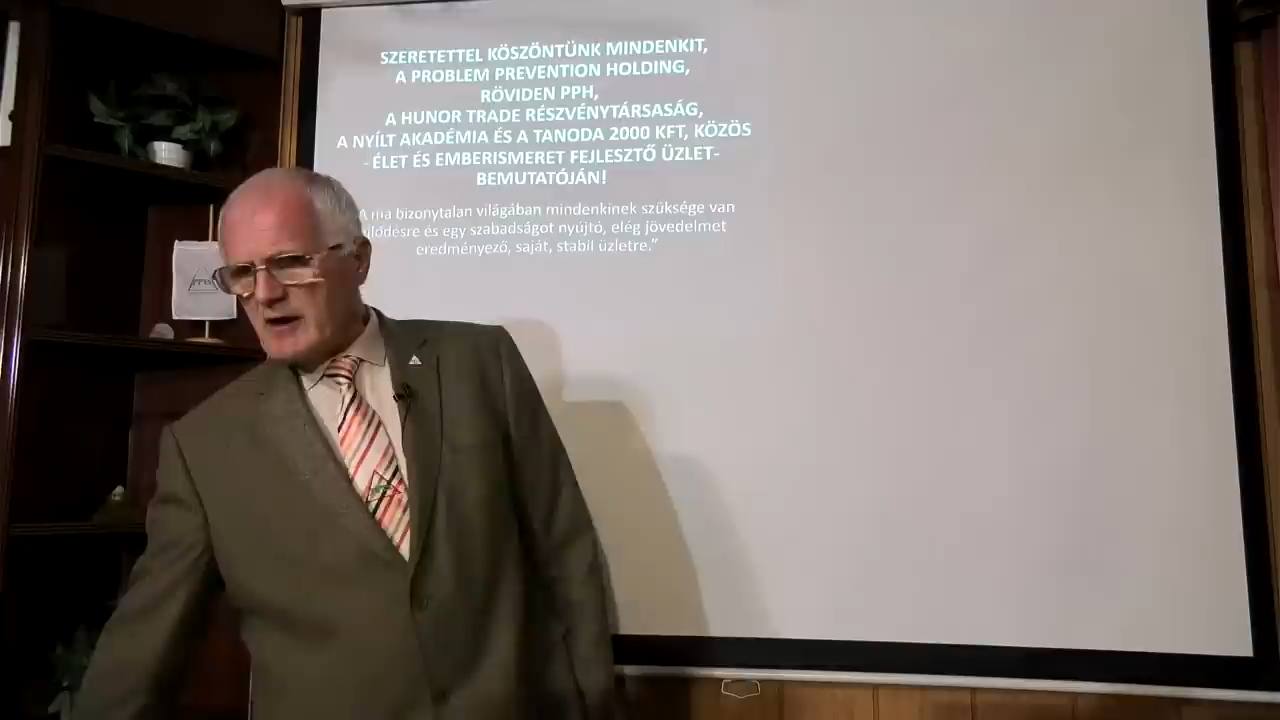 SZERETETTEL KÖSZÖNTÜNK MINDENKIT,
A PROBLEM PREVENTION HOLDING,
RÖVIDEN PPH,
A HUNOR TRADE RÉSZVÉNYTÁRSASÁG,
A NYÍLT AKADÉMIA ÉS A TANODA 2000 KFT, KÖZÖS
- ÉLET ÉS EMBERISMERET FEJLESZTŐ ÜZLET-
BEMUTATÓJÁN!
A ma bizonytalan világában mindenkinek szüksége van
és egy szabadságot nyújtó, elég jövedelmet
eredményező, saját, stabil üzletre.”